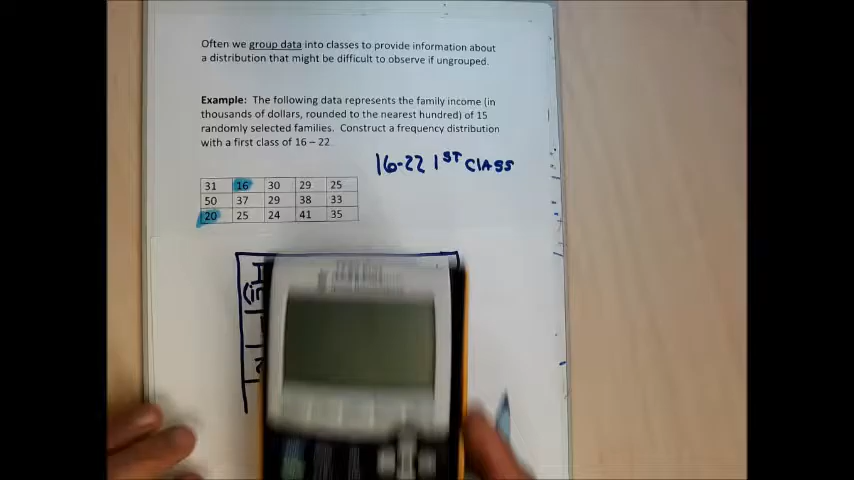 Often we group data into classes to provide information about
a distribution that might be difficult to observe if ungrouped.
Example: The following data represents the family income (in
thousands of dollars, rounded to the nearest hundred) of 15
randomly selected families. Construct a frequency distribution
with a first class of 16 – 22
16-22 1ST CLASS
31 16 30 29 25
50 37 29 38 33
20 25 24 41 35